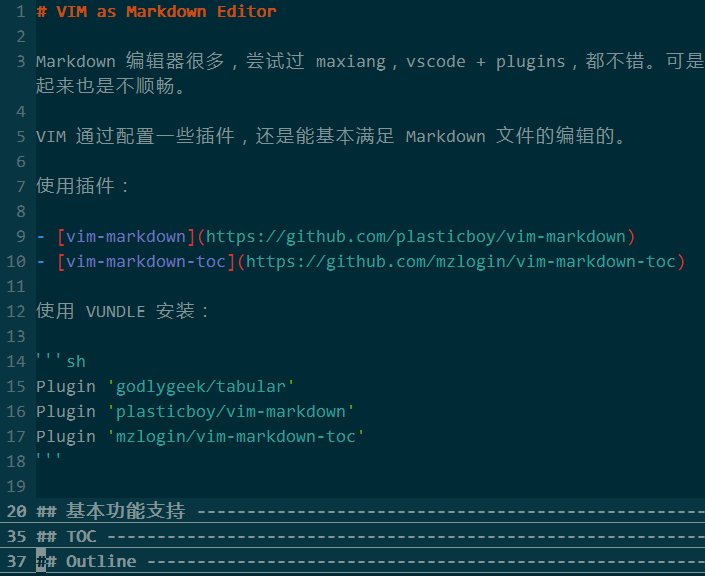 1 # VIM as Markdown Editor
2
3 Markdown 编辑器很多，尝试过 maxiang，vscode + plugins，都不错。可是
起来也是不顺畅。
4
5 VIM 通过配置一些插件，还是能基本满足 Markdown 文件的编辑的。
6
7 使用插件：
8
9 - [vim-markdown](https://github.com/plasticboy/vim-markdown)
10 - [vim-markdown-toc](https://github.com/mzlogin/vim-markdown-toc)
11
12 使用 VUNDLE 安装：
13
14 ```sh
15 Plugin 'godlygeek/tabular'
16 Plugin 'plasticboy/vim-markdown'
17 Plugin 'mzlogin/vim-markdown-toc'
18 ```
19
20 ## 基本功能支持 ---------------------------------------------------
35 ## TOC ------------------------------------------------------------
37 ## Outline --------------------------------------------------------